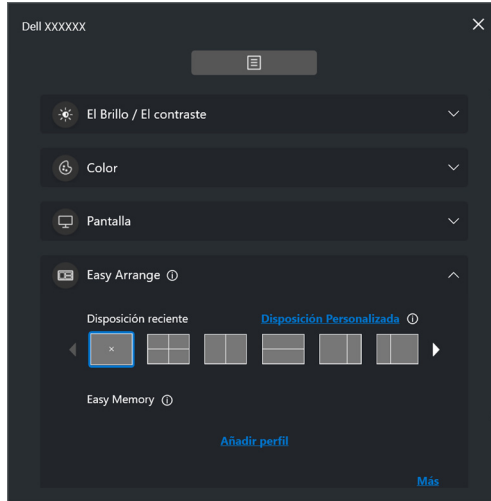 Dell XXXXXX
El Brillo / El contraste
Color
Pantalla
Easy Arrange
Disposición reciente Disposición Personalizada
Easy Memory
Añadir perfil
Más